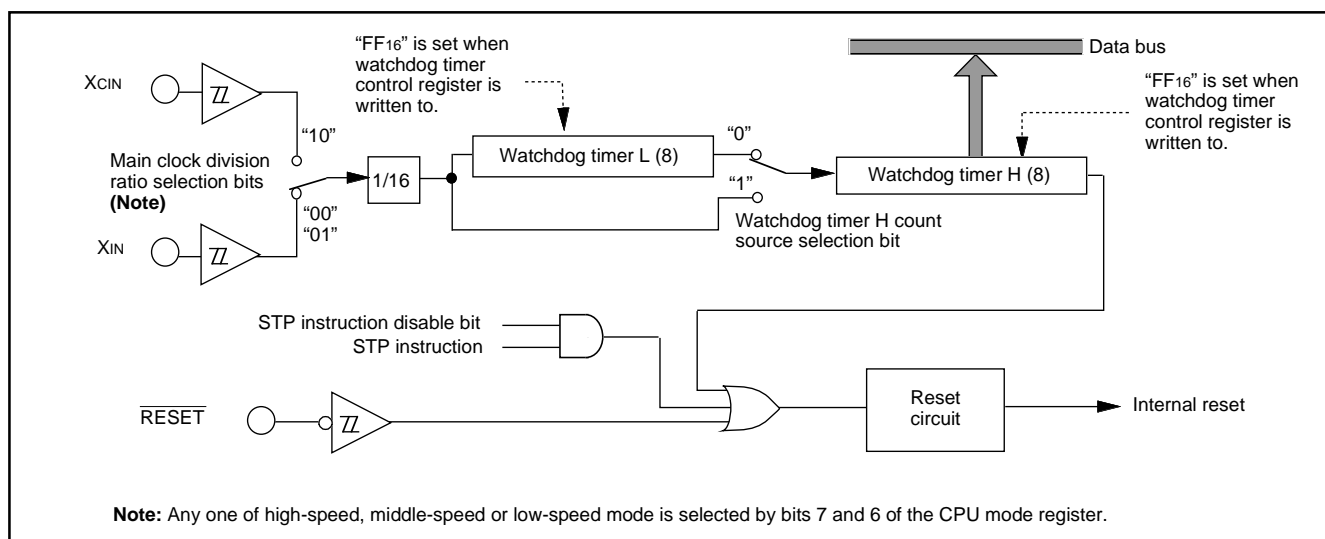 “FF16” is set when
watchdog timer
control register is
written to.
Data bus
“FF16” is set when
watchdog timer
control register is
written to.
XCIN
“10”
Main clock division
ratio selection bits
(Note)
“00”
“01”
XIN
1/16
Watchdog timer L (8)
“0”
“1”
Watchdog timer H count
source selection bit
Watchdog timer H (8)
STP instruction disable bit
STP instruction
RESET
Reset
circuit
Internal reset
Note: Any one of high-speed, middle-speed or low-speed mode is selected by bits 7 and 6 of the CPU mode register.